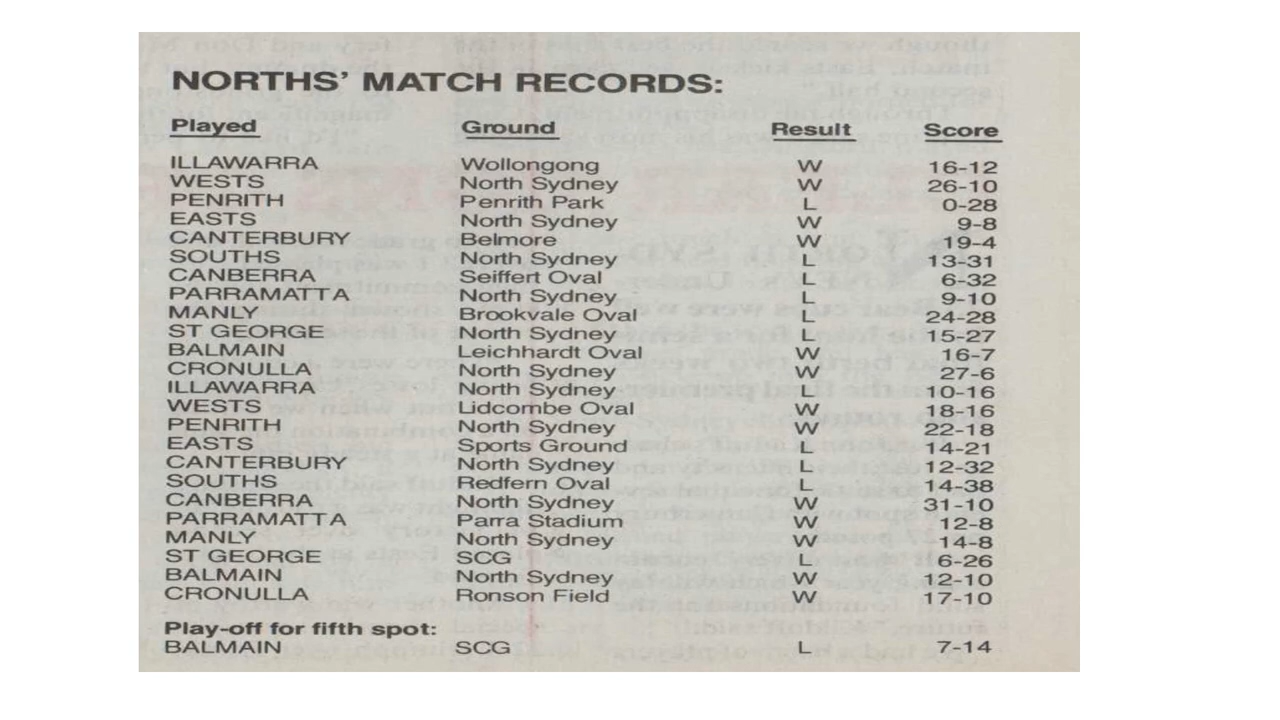 NORTHS' MATCH RECORDS:
Played Ground Result Score
ILLAWARRA Wollongong W 16-12
WESTS North Sydney W 26-10
PENRITH Penrith Park L 0-28
EASTS North Sydney W 9-8
CANTERBURY Belmore W 19-4
SOUTHS North Sydney L 13-31
CANBERRA Seiffert Oval L 6-32
PARRAMATTA North Sydney L 9-10
MANLY Brookvale Oval L 24-28
ST GEORGE North Sydney L 15-27
BALMAIN Leichhardt Oval W 16-7
CRONULLA North Sydney W 27-6
ILLAWARRA North Sydney L 10-16
WESTS Lidcombe Oval W 18-16
PENRITH North Sydney W 22-18
EASTS Sports Ground L 14-21
CANTERBURY North Sydney L 12-32
SOUTHS Redfern Oval L 14-38
CANBERRA North Sydney W 31-10
PARRAMATTA Parra Stadium W 12-8
MANLY North Sydney W 14-8
ST GEORGE SCG L 6-26
BALMAIN North Sydney W 12-10
CRONULLA Ronson Field W 17-10
Play-off for fifth spot:
BALMAIN SCG L 7-14